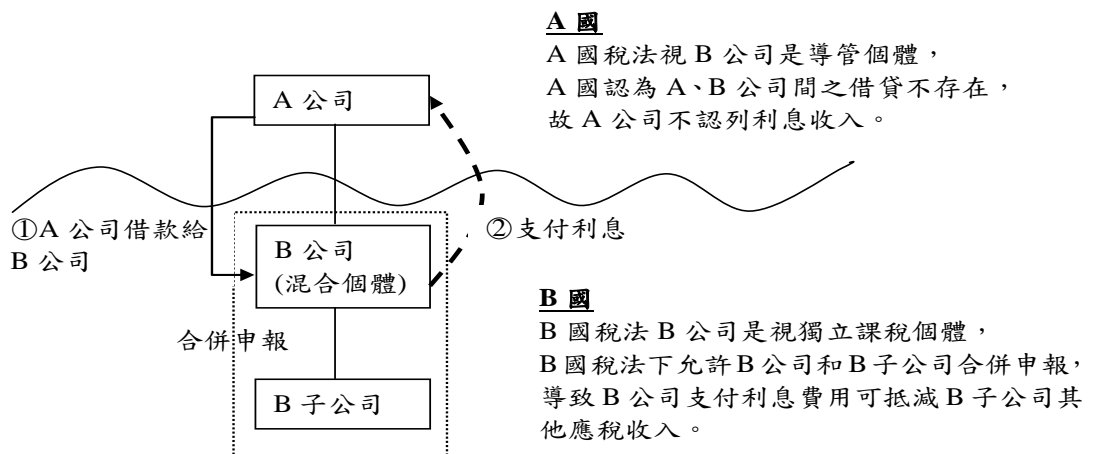 A 國
A 國稅法視 B 公司是導管個體，
A 國認為 A、B 公司間之借貸不存在，
故 A 公司不認列利息收入。
A 公司
①A 公司借款給
B 公司
②支付利息
B 公司
(混合個體)
合併申報
B 子公司
B 國
B 國稅法 B 公司是視獨立課稅個體，
B 國稅法下允許 B 公司和 B 子公司合併申報，
導致 B 公司支付利息費用可抵減 B 子公司其
他應稅收入。